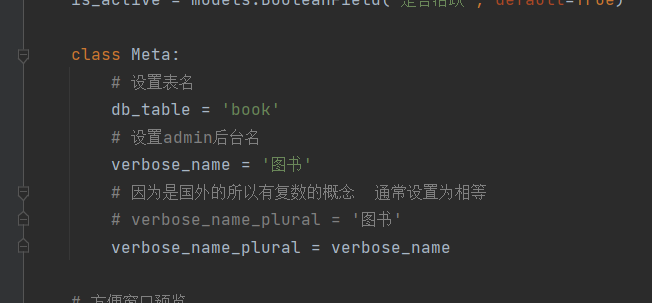 is_active = models.BooleanField('是否活跃', default=True)
class Meta:
# 设置表名
db_table = 'book'
# 设置admin后台名
verbose_name = '图书'
# 因为是国外的所以有复数的概念  通常设置为相等
# verbose_name_plural = '图书'
verbose_name_plural = verbose_name
# 方便窗口预览